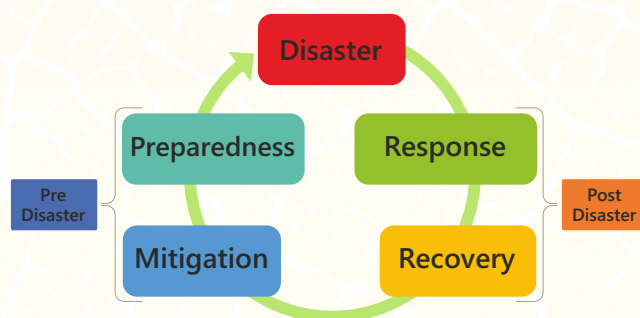 Disaster
Preparedness
Response
Pre
Disaster
Post
Disaster
Mitigation
Recovery